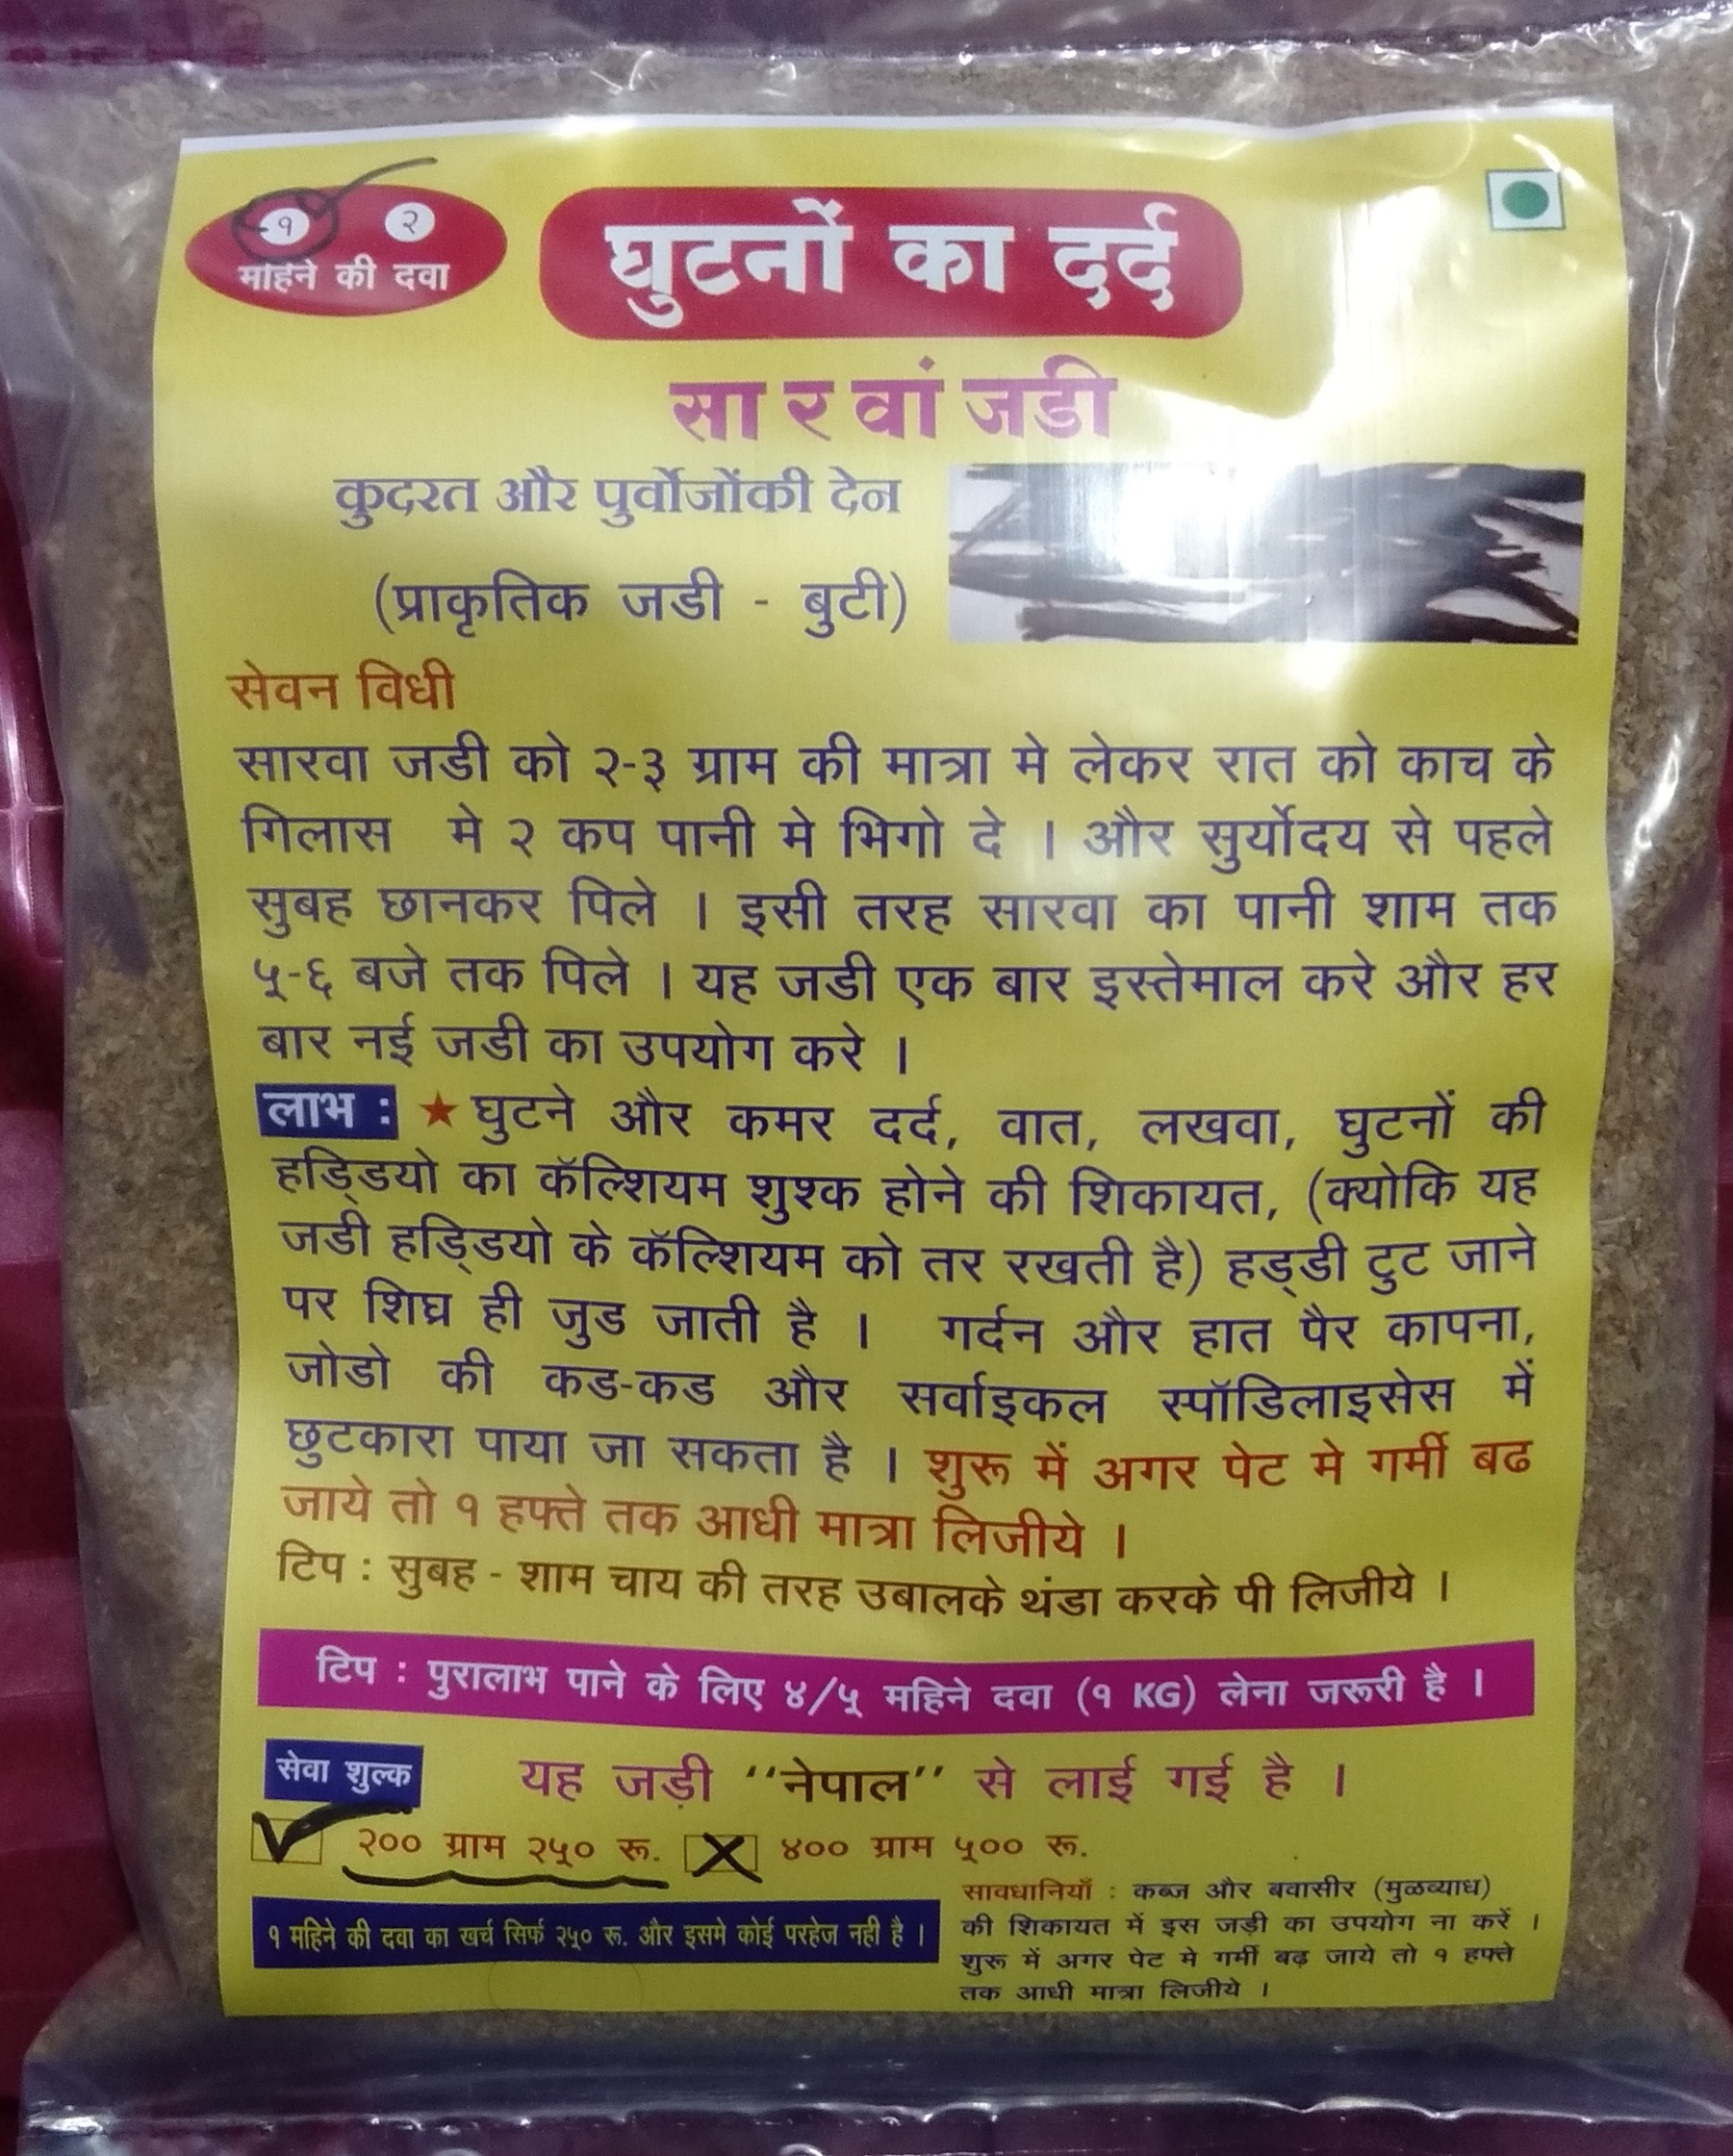 १ २
महिने की दवा
घुटनों का दर्द
सारवां जडी
कुदरत और पुर्वोजोंकी देन
(प्राकृतिक जडी - बुटी)
सेवन विधी
सारवा जडी को २-३ ग्राम की मात्रा मे लेकर रात को काच के
गिलास मे २ कप पानी मे भिगो दे । और सुर्योदय से पहले
सुबह छानकर पिले । इसी तरह सारवा का पानी शाम तक
५-६ बजे तक पिले । यह जडी एक बार इस्तेमाल करे और हर
बार नई जडी का उपयोग करे ।
लाभ : ★ घुटने और कमर दर्द, वात, लखवा, घुटनों की
हड्डियो का कॅल्शियम शुश्क होने की शिकायत, (क्योकि यह
जडी हड्डियो के कॅल्शियम को तर रखती है) हड्डी टुट जाने
पर शिघ्र ही जुड जाती है । गर्दन और हात पैर कापना,
जोडो की कड-कड और सर्वाइकल स्पॉडिलाइसेस में
छुटकारा पाया जा सकता है । शुरू में अगर पेट मे गर्मी बढ
जाये तो १ हफ्ते तक आधी मात्रा लिजीये ।
टिप : सुबह - शाम चाय की तरह उबालके थंडा करके पी लिजीये ।
टिप : पुरालाभ पाने के लिए ४/५ महिने दवा (१ KG) लेना जरूरी है ।
सेवा शुल्क
यह जड़ी ‘‘नेपाल’’ से लाई गई है ।
२०० ग्राम २५० रू. ४०० ग्राम ५०० रू.
१ महिने की दवा का खर्च सिर्फ २५० रू. और इसमे कोई परहेज नही है ।
सावधानियाँ : कब्ज और बवासीर (मुळव्याध)
की शिकायत में इस जड़ी का उपयोग ना करें ।
शुरू में अगर पेट मे गर्मी बढ़ जाये तो १ हफ्ते
तक आधी मात्रा लिजीये ।